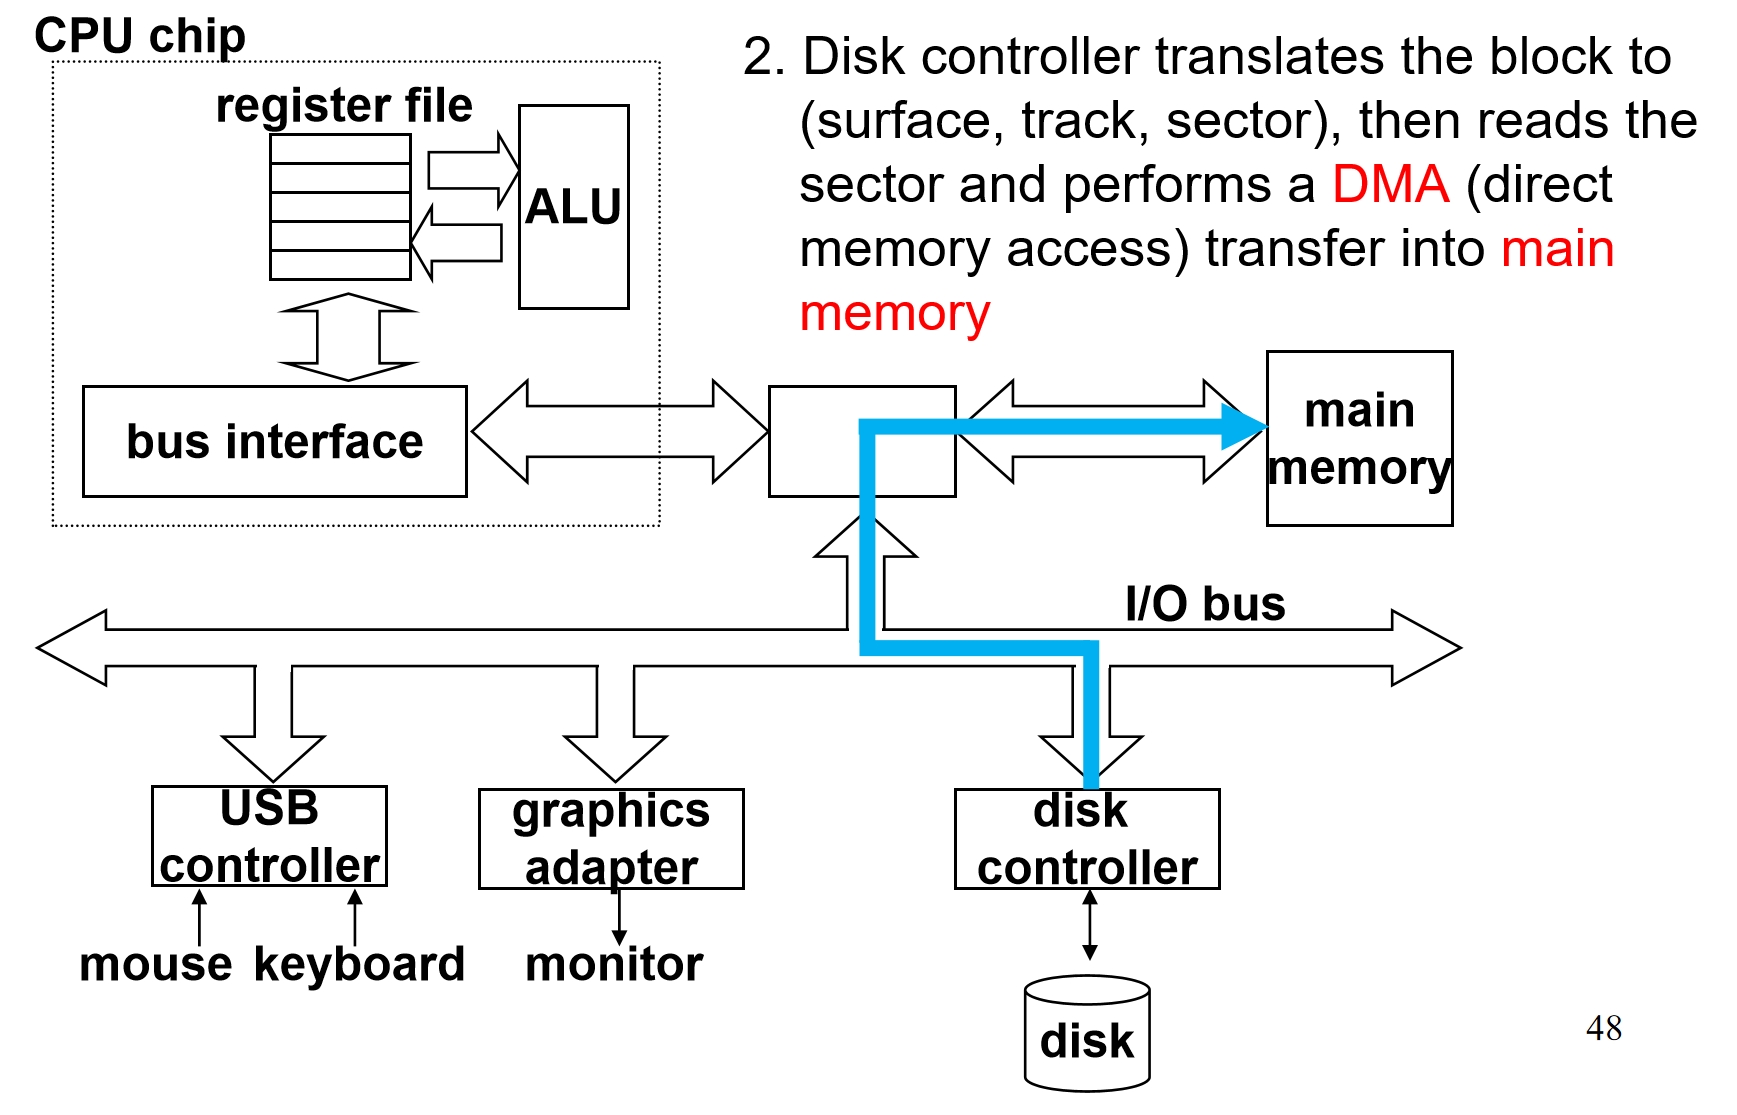 CPU chip
2. Disk controller translates the block to
(surface, track, sector), then reads the
sector and performs a DMA (direct
memory access) transfer into main
memory
register file
ALU
bus interface
main
memory
I/O bus
USB
controller
graphics
adapter
disk
controller
mouse keyboard
monitor
disk
48